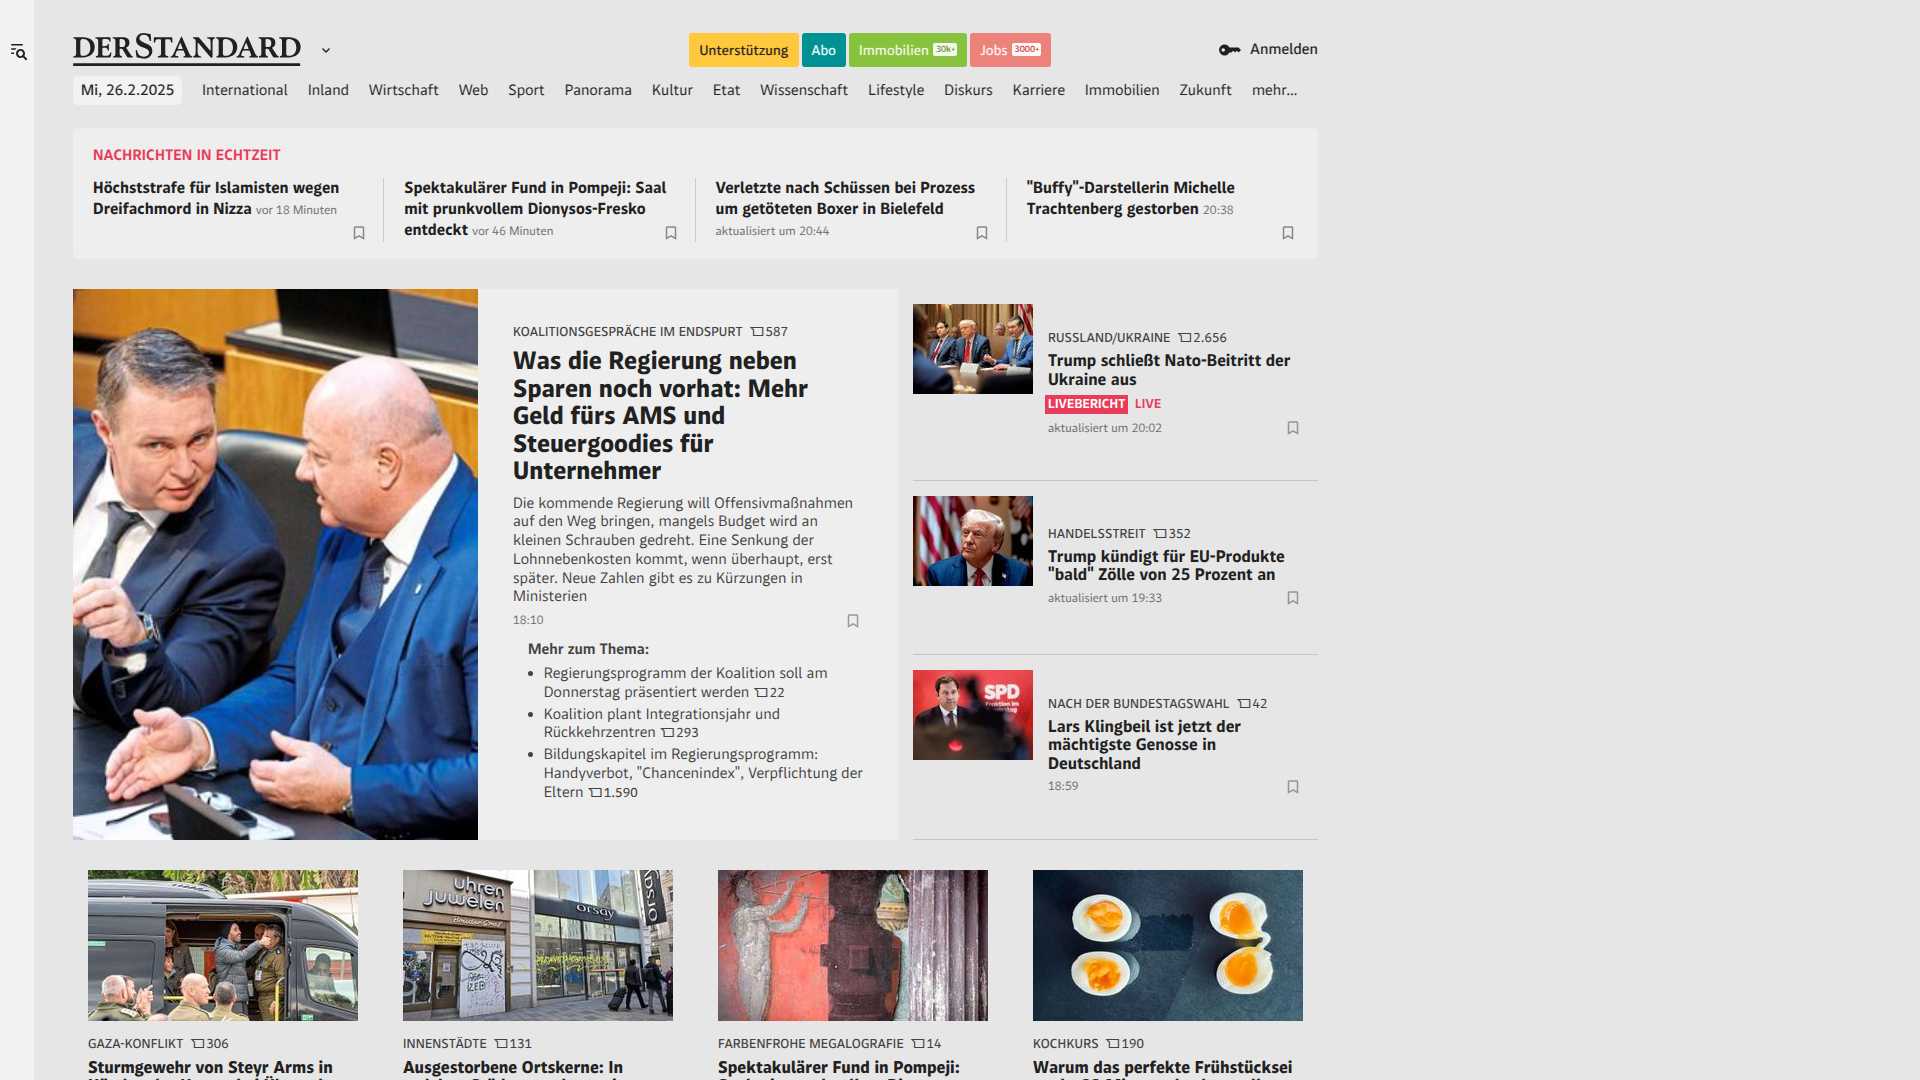 DERSTANDARD
Unterstützung
Abo
Immobilien 30k+
Jobs 3000+
Anmelden
Mi, 26.2.2025
International
Inland
Wirtschaft
Web
Sport
Panorama
Kultur
Etat
Wissenschaft
Lifestyle
Diskurs
Karriere
Immobilien
Zukunft
mehr...
NACHRICHTEN IN ECHTZEIT
Höchststrafe für Islamisten wegen
Dreifachmord in Nizza vor 18 Minuten
Spektakulärer Fund in Pompeji: Saal
mit prunkvollem Dionysos-Fresko
entdeckt vor 46 Minuten
Verletzte nach Schüssen bei Prozess
um getöteten Boxer in Bielefeld
aktualisiert um 20:44
"Buffy"-Darstellerin Michelle
Trachtenberg gestorben 20:38
KOALITIONSGESPRÄCHE IM ENDSPURT 587
Was die Regierung neben
Sparen noch vorhat: Mehr
Geld fürs AMS und
Steuergoodies für
Unternehmer
Die kommende Regierung will Offensivmaßnahmen
auf den Weg bringen, mangels Budget wird an
kleinen Schrauben gedreht. Eine Senkung der
Lohnnebenkosten kommt, wenn überhaupt, erst
später. Neue Zahlen gibt es zu Kürzungen in
Ministerien
18:10
Mehr zum Thema:
• Regierungsprogramm der Koalition soll am
Donnerstag präsentiert werden 22
• Koalition plant Integrationsjahr und
Rückkehrzentren 293
• Bildungskapitel im Regierungsprogramm:
Handyverbot, "Chancenindex", Verpflichtung der
Eltern 1.590
RUSSLAND/UKRAINE 2.656
Trump schließt Nato-Beitritt der
Ukraine aus
LIVEBERICHT LIVE
aktualisiert um 20:02
HANDELSSTREIT 352
Trump kündigt für EU-Produkte
"bald" Zölle von 25 Prozent an
aktualisiert um 19:33
SPD
Fraktion im
NACH DER BUNDESTAGSWAHL 42
Lars Klingbeil ist jetzt der
mächtigste Genosse in
Deutschland
18:59
uhren
juwelen
orsay
orsay
GAZA-KONFLIKT 306
Sturmgewehr von Steyr Arms in
INNENSTÄDTE 131
Ausgestorbene Ortskerne: In
FARBENFROHE MEGALOGRAFIE 14
Spektakulärer Fund in Pompeji:
KOCHKURS 190
Warum das perfekte Frühstücksei